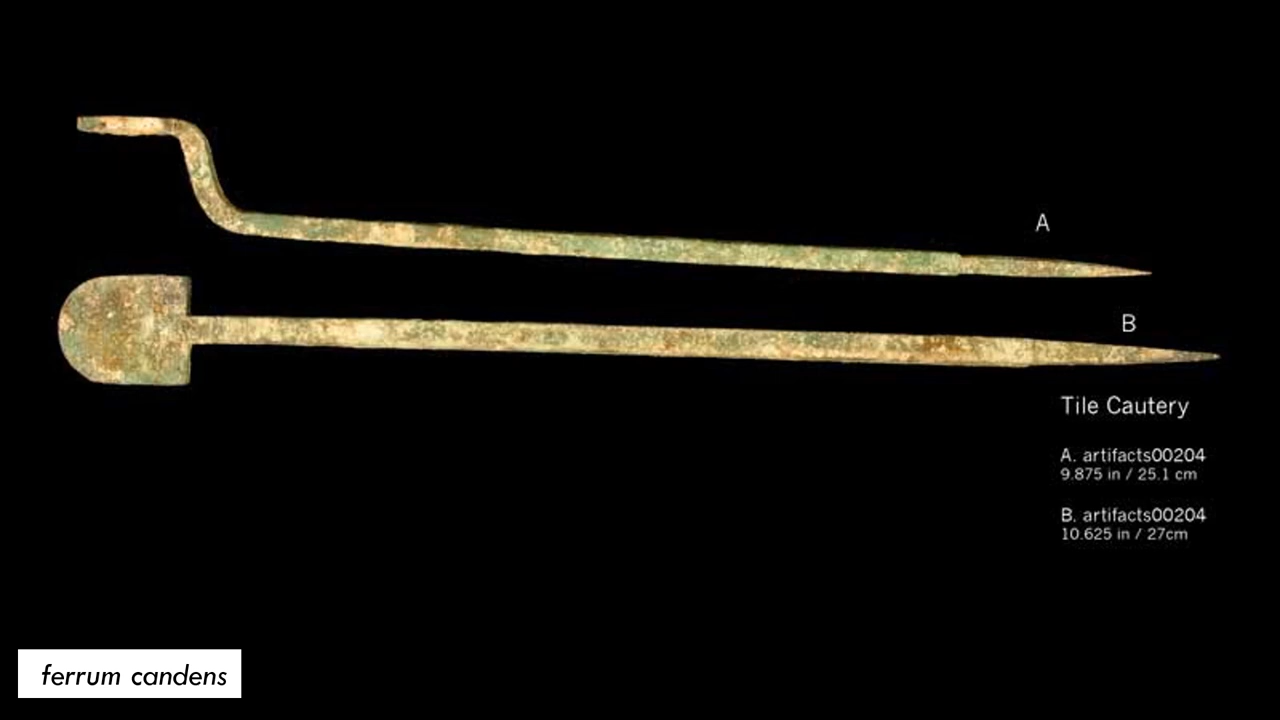 A
B
Tile Cautery
A. artifacts00204
9.875 in / 25.1 cm
B. artifacts00204
10.625 in / 27cm
ferrum candens